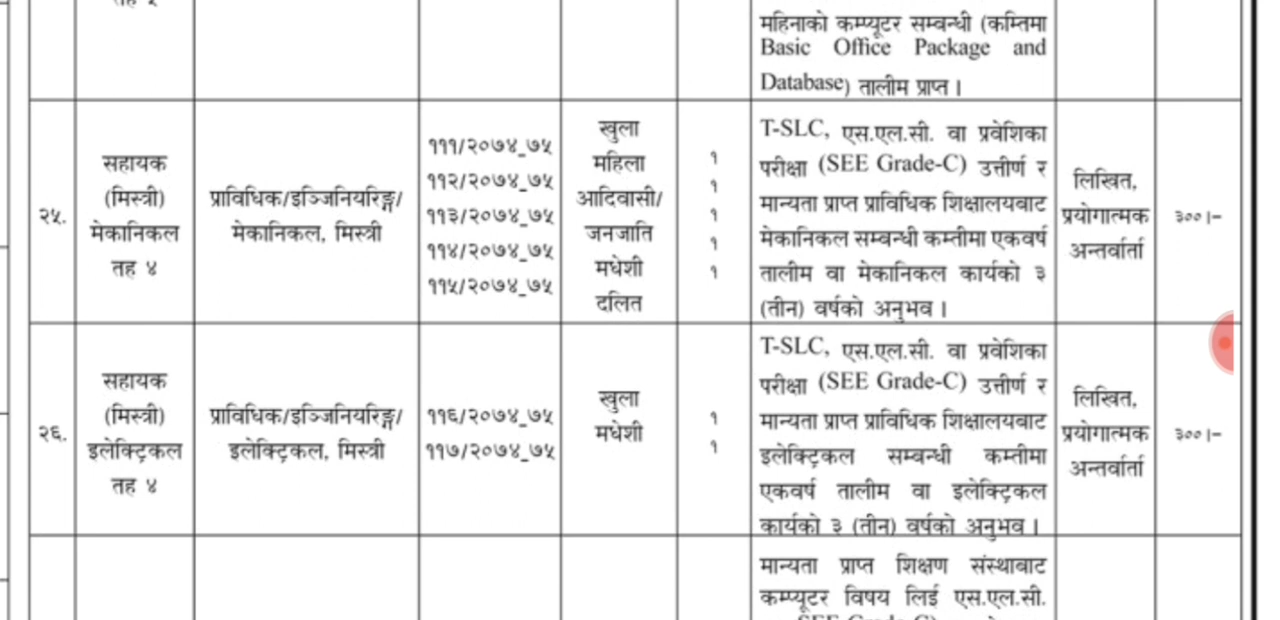 महिनाको कम्प्यूटर सम्बन्धी (कम्तिमा
Basic Office Package and
Database) तालीम प्राप्त ।
२५.
सहायक
(मिस्त्री)
मेकानिकल
तह ४
प्राविधिक/इञ्जिनियरिङ्ग/
मेकानिकल, मिस्त्री
१११/२०७४_७५
११२/२०७४_७५
११३/२०७४_७५
११४/२०७४_७५
११५/२०७४_७५
खुला
महिला
आदिवासी/
जनजाति
मधेशी
दलित
१
१
१
१
१
T-SLC, एस.एल.सी. वा प्रवेशिका
परीक्षा (SEE Grade-C) उत्तीर्ण र
मान्यता प्राप्त प्राविधिक शिक्षालयबाट
मेकानिकल सम्बन्धी कम्तीमा एकवर्ष
तालीम वा मेकानिकल कार्यको ३
(तीन) वर्षको अनुभव ।
लिखित,
प्रयोगात्मक
अन्तर्वार्ता
३००।–
२६.
सहायक
(मिस्त्री)
इलेक्ट्रिकल
तह ४
प्राविधिक/इञ्जिनियरिङ्ग/
इलेक्ट्रिकल, मिस्त्री
११६/२०७४_७५
११७/२०७४_७५
खुला
मधेशी
१
१
T-SLC, एस.एल.सी. वा प्रवेशिका
परीक्षा (SEE Grade-C) उत्तीर्ण र
मान्यता प्राप्त प्राविधिक शिक्षालयबाट
इलेक्ट्रिकल सम्बन्धी कम्तीमा
एकवर्ष तालीम वा इलेक्ट्रिकल
कार्यको ३ (तीन) वर्षको अनुभव ।
लिखित,
प्रयोगात्मक
अन्तर्वार्ता
३००।–
मान्यता प्राप्त शिक्षण संस्थाबाट
कम्प्यूटर विषय लिई एस.एल.सी.